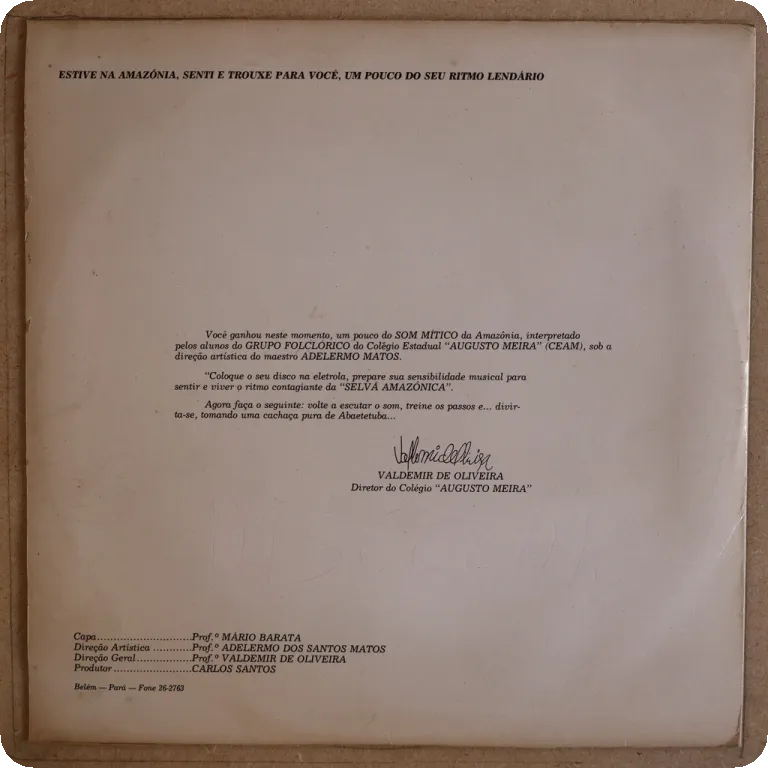 ESTIVE NA AMAZÓNIA, SENTI E TROUXE PARA VOCÊ, UM POUCO DO SEU RITMO LENDÁRIO
Você ganhou neste momento, um pouco do SOM MÍTICO da Amazônia, interpretado
pelos alunos do GRUPO FOLCLÓRICO do Colégio Estadual "AUGUSTO MEIRA" (CEAM), sob a
direção artística do maestro ADELERMO MATOS.
"Coloque o seu disco na eletrola, prepare sua sensibilidade musical para
sentir e viver o ritmo contagiante da "SELVA AMAZÔNICA".
Agora faça o seguinte: volte a escutar o som, treine os passos e... divir-
ta-se, tomando uma cachaça pura de Abaetetuba...
VALDEMIR DE OLIVEIRA
Diretor do Colégio "AUGUSTO MEIRA"
Capa............................Prof.º MÁRIO BARATA
Direção Artística ............Prof.º ADELERMO DOS SANTOS MATOS
Direção Geral.................Prof.º VALDEMIR DE OLIVEIRA
Produtor........................CARLOS SANTOS
Belém — Pará — Fone 26-2763